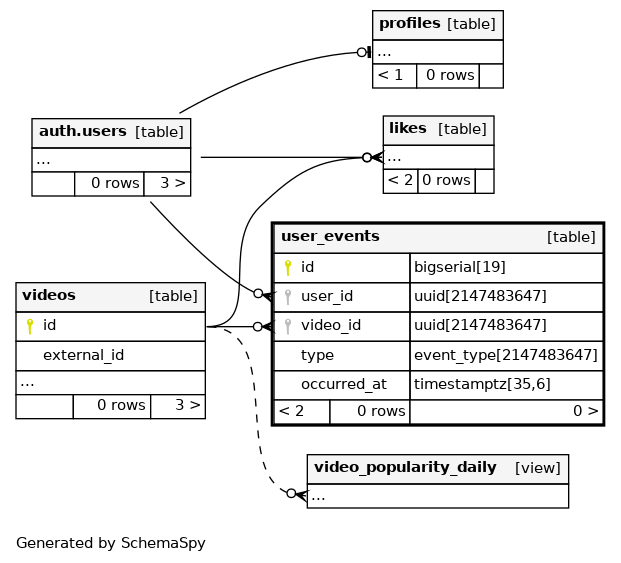 profiles [table]
...
< 1 0 rows
auth.users [table]
...
0 rows 3 >
likes [table]
...
< 2 0 rows
user_events [table]
id bigserial[19]
user_id uuid[2147483647]
video_id uuid[2147483647]
type event_type[2147483647]
occurred_at timestamptz[35,6]
< 2 0 rows 0 >
videos [table]
id
external_id
...
0 rows 3 >
video_popularity_daily [view]
...
Generated by SchemaSpy